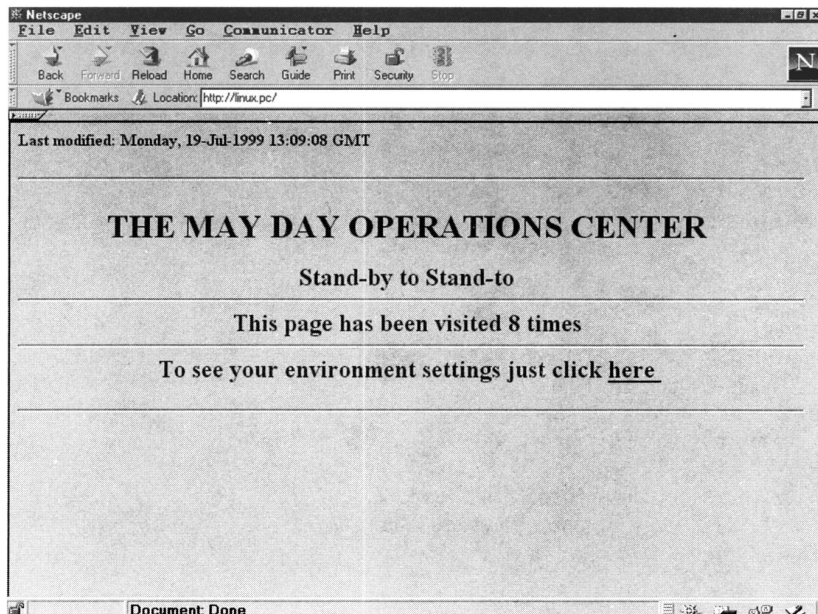 Netscape
File Edit View Go Communicator Help
Back Forward Reload Home Search Guide Print Security Stop
N
Bookmarks Location: http://linux.pc/
Last modified: Monday, 19-Jul-1999 13:09:08 GMT
THE MAY DAY OPERATIONS CENTER
Stand-by to Stand-to
This page has been visited 8 times
To see your environment settings just click here
Document: Done